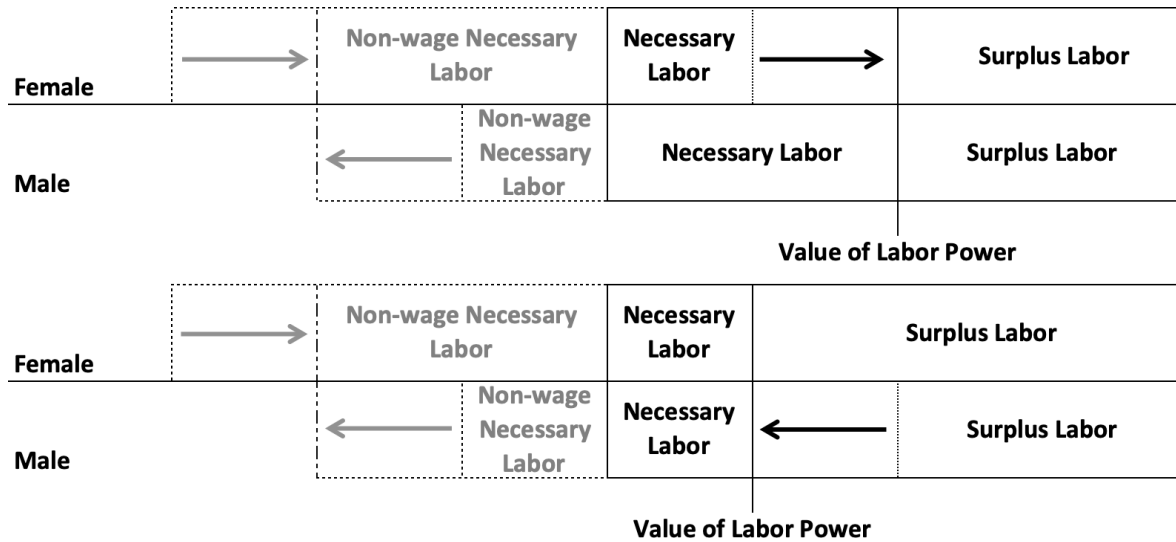 Non-wage Necessary
Labor
Necessary
Labor
Surplus Labor
Female
Non-wage
Necessary
Labor
Necessary Labor
Surplus Labor
Male
Value of Labor Power
Non-wage Necessary
Labor
Necessary
Labor
Surplus Labor
Female
Non-wage
Necessary
Labor
Necessary
Labor
Surplus Labor
Male
Value of Labor Power